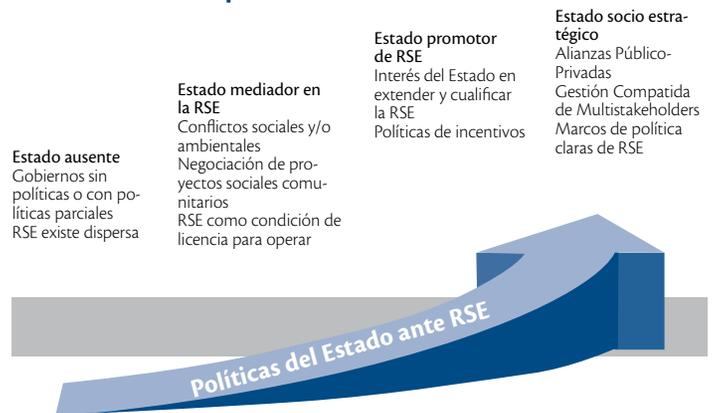 Estado ausente
Gobiernos sin
políticas o con po-
líticas parciales
RSE existe dispersa
Estado mediador en
la RSE
Conflictos sociales y/o
ambientales
Negociación de pro-
yectos sociales comu-
nitarios
RSE como condición de
licencia para operar
Estado promotor
de RSE
Interés del Estado en
extender y cualificar
la RSE
Políticas de incentivos
Estado socio estra-
tégico
Alianzas Público-
Privadas
Gestión Compatida
de Multistakeholders
Marcos de política
claras de RSE
Políticas del Estado ante RSE